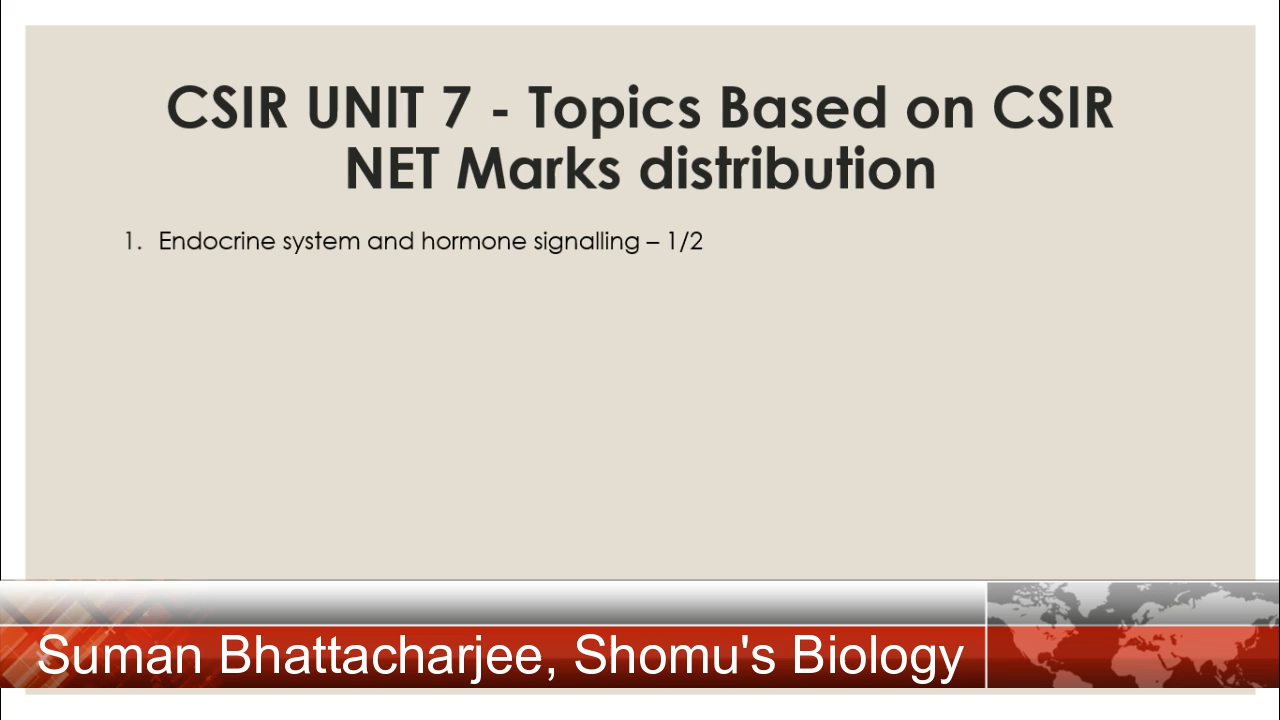 CSIR UNIT 7 - Topics Based on CSIR
NET Marks distribution
1. Endocrine system and hormone signalling – 1/2
Suman Bhattacharjee, Shomu's Biology